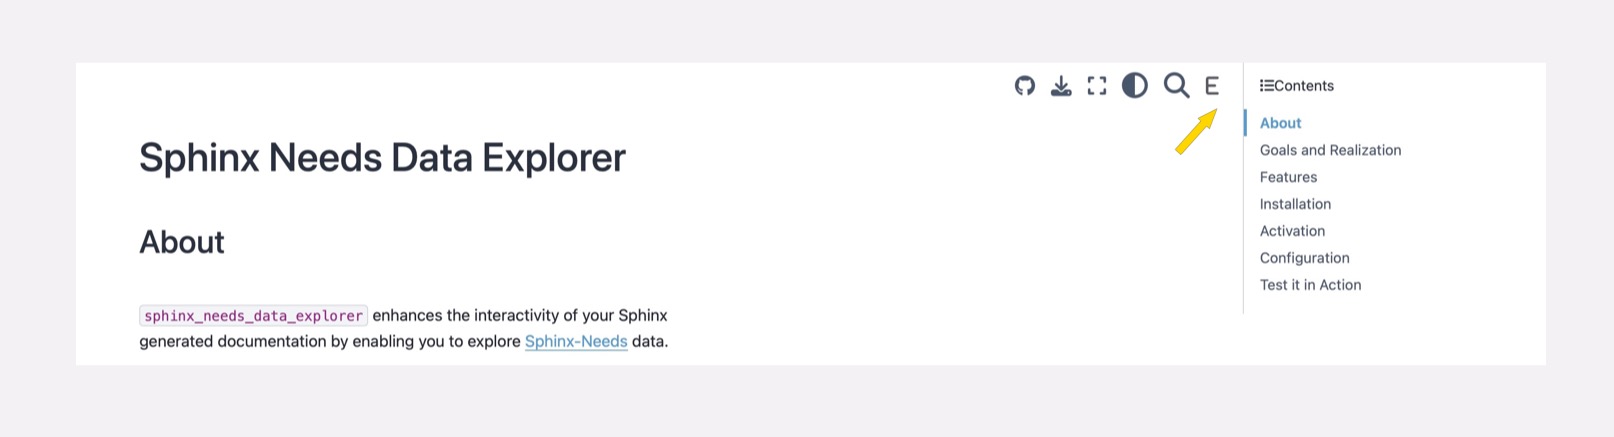 E
Contents
Sphinx Needs Data Explorer
About
sphinx_needs_data_explorer enhances the interactivity of your Sphinx
generated documentation by enabling you to explore Sphinx-Needs data.
About
Goals and Realization
Features
Installation
Activation
Configuration
Test it in Action